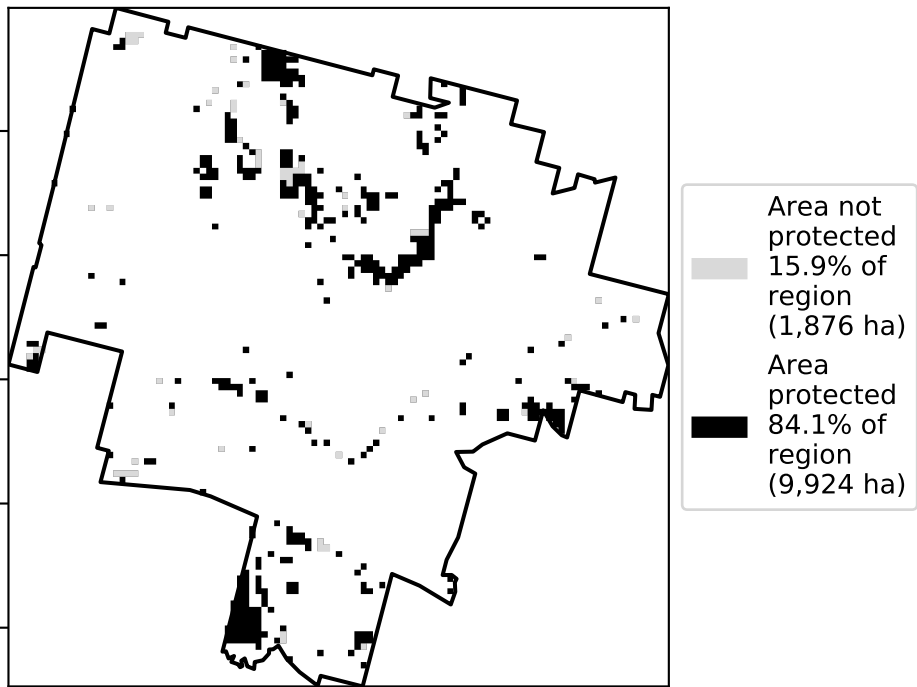 Area not
protected
15.9% of
region
(1,876 ha)
Area
protected
84.1% of
region
(9,924 ha)